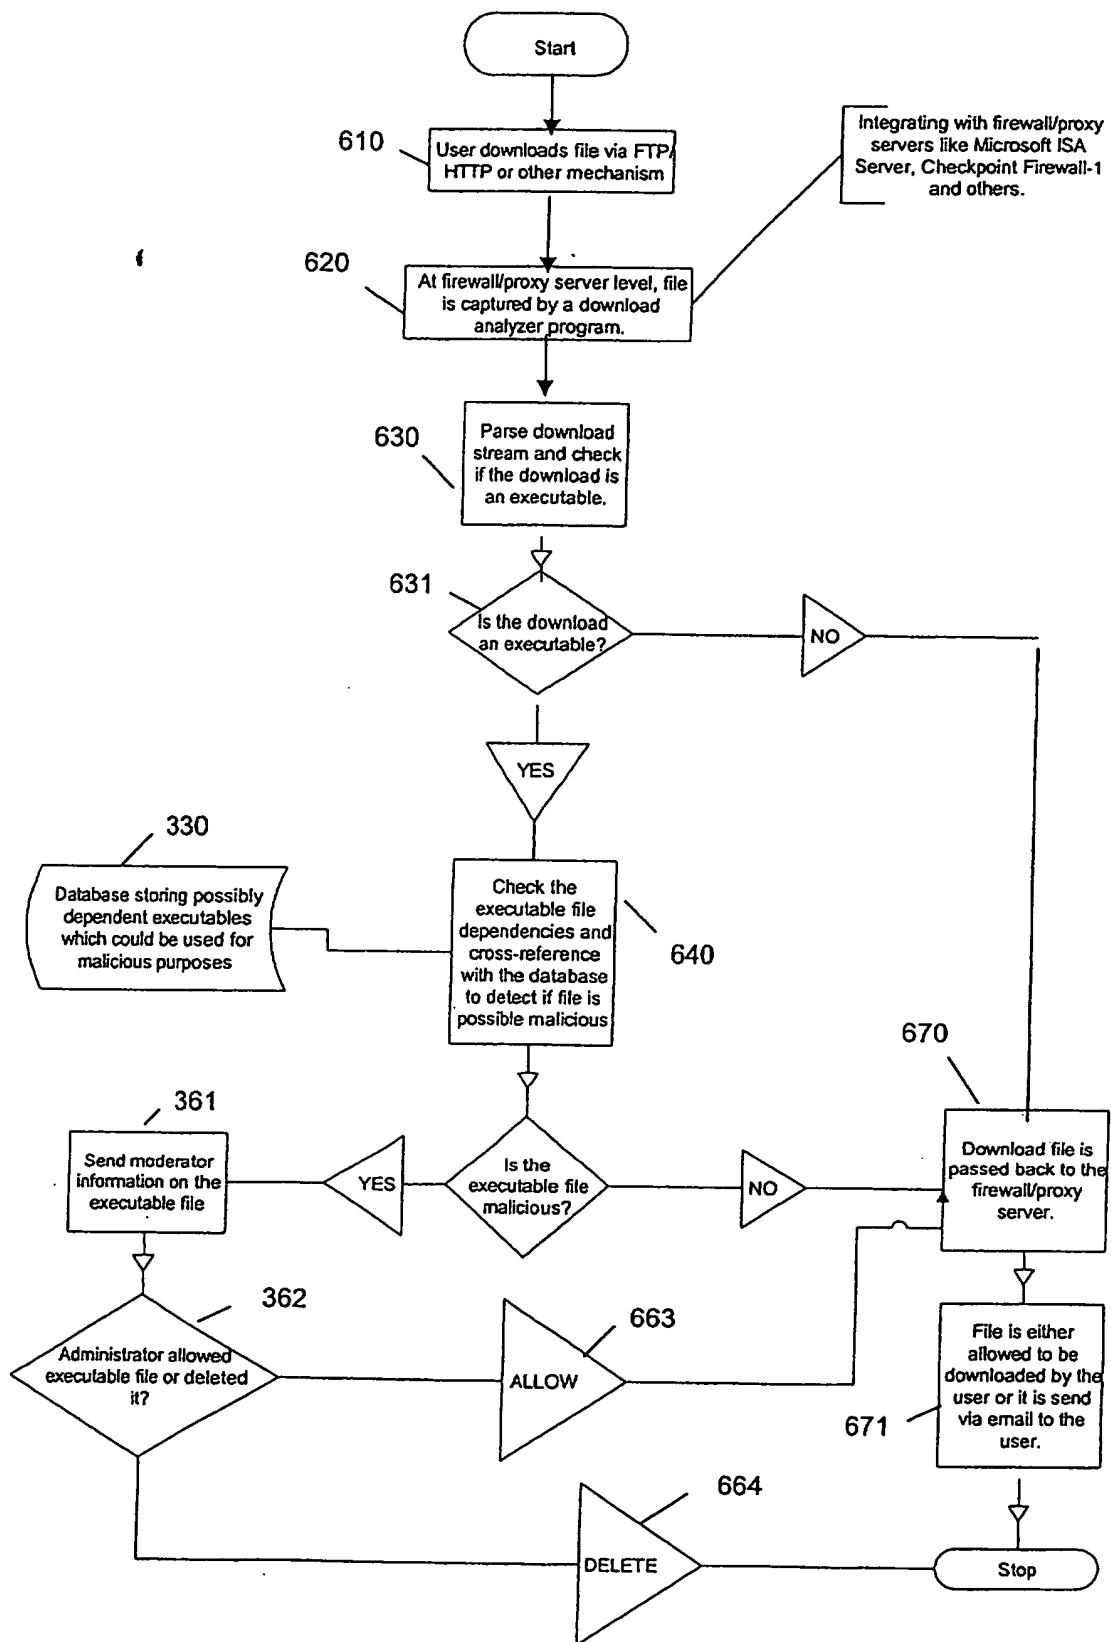 Start
610
User downloads file via FTP/
HTTP or other mechanism
Integrating with firewall/proxy
servers like Microsoft ISA
Server, Checkpoint Firewall-1
and others.
620
At firewall/proxy server level, file
is captured by a download
analyzer program.
630
Parse download
stream and check
if the download is
an executable.
631
Is the download
an executable?
NO
YES
330
Database storing possibly
dependent executables
which could be used for
malicious purposes
Check the
executable file
dependencies and
cross-reference
with the database
to detect if file is
possible malicious
640
670
361
Send moderator
information on the
executable file
YES
Is the
executable file
malicious?
NO
Download file is
passed back to the
firewall/proxy
server.
362
Administrator allowed
executable file or deleted
it?
663
ALLOW
File is either
allowed to be
downloaded by the
user or it is send
via email to the
user.
671
664
DELETE
Stop